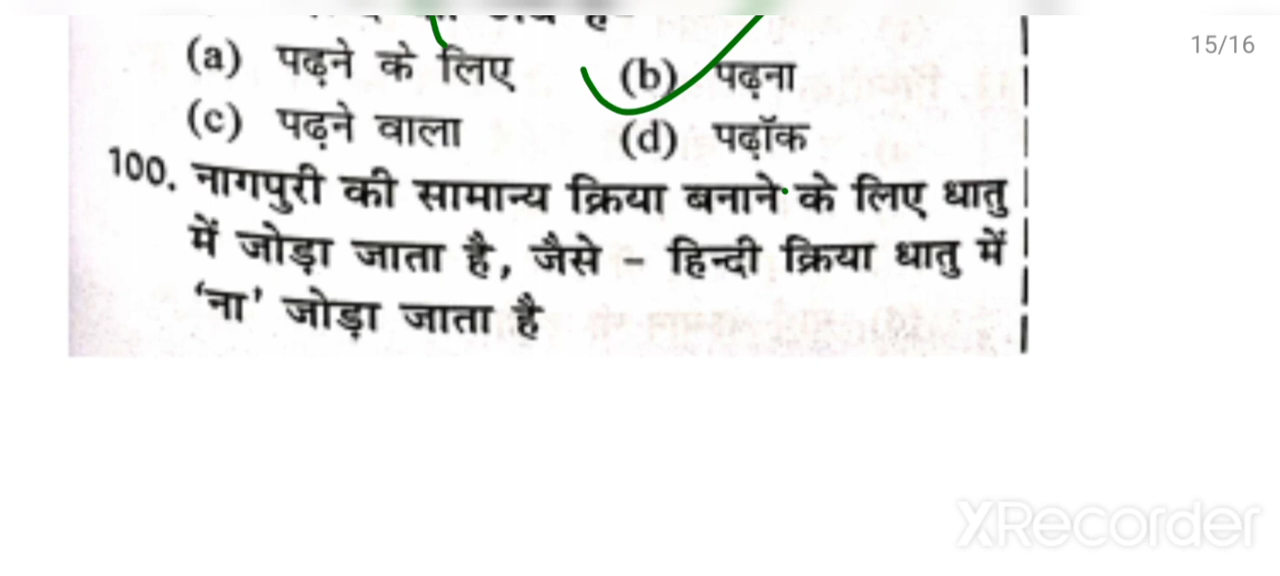 15/16
(a) पढ़ने के लिए (b) पढ़ना
(c) पढ़ने वाला (d) पढ़ॉक
100. नागपुरी की सामान्य क्रिया बनाने के लिए धातु
में जोड़ा जाता है, जैसे - हिन्दी क्रिया धातु में
‘ना’ जोड़ा जाता है
XRecorder